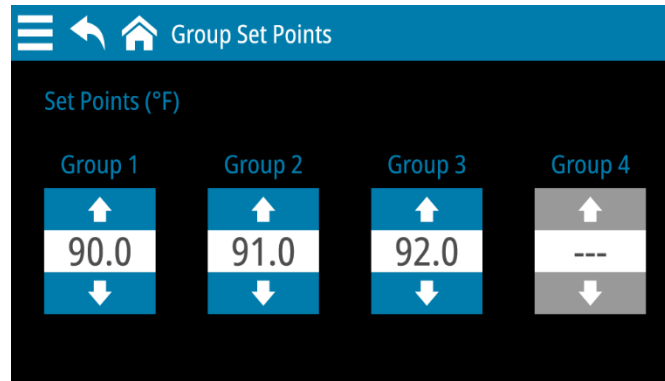 Group Set Points
Set Points (°F)
Group 1 Group 2 Group 3 Group 4
90.0 91.0 92.0 ---